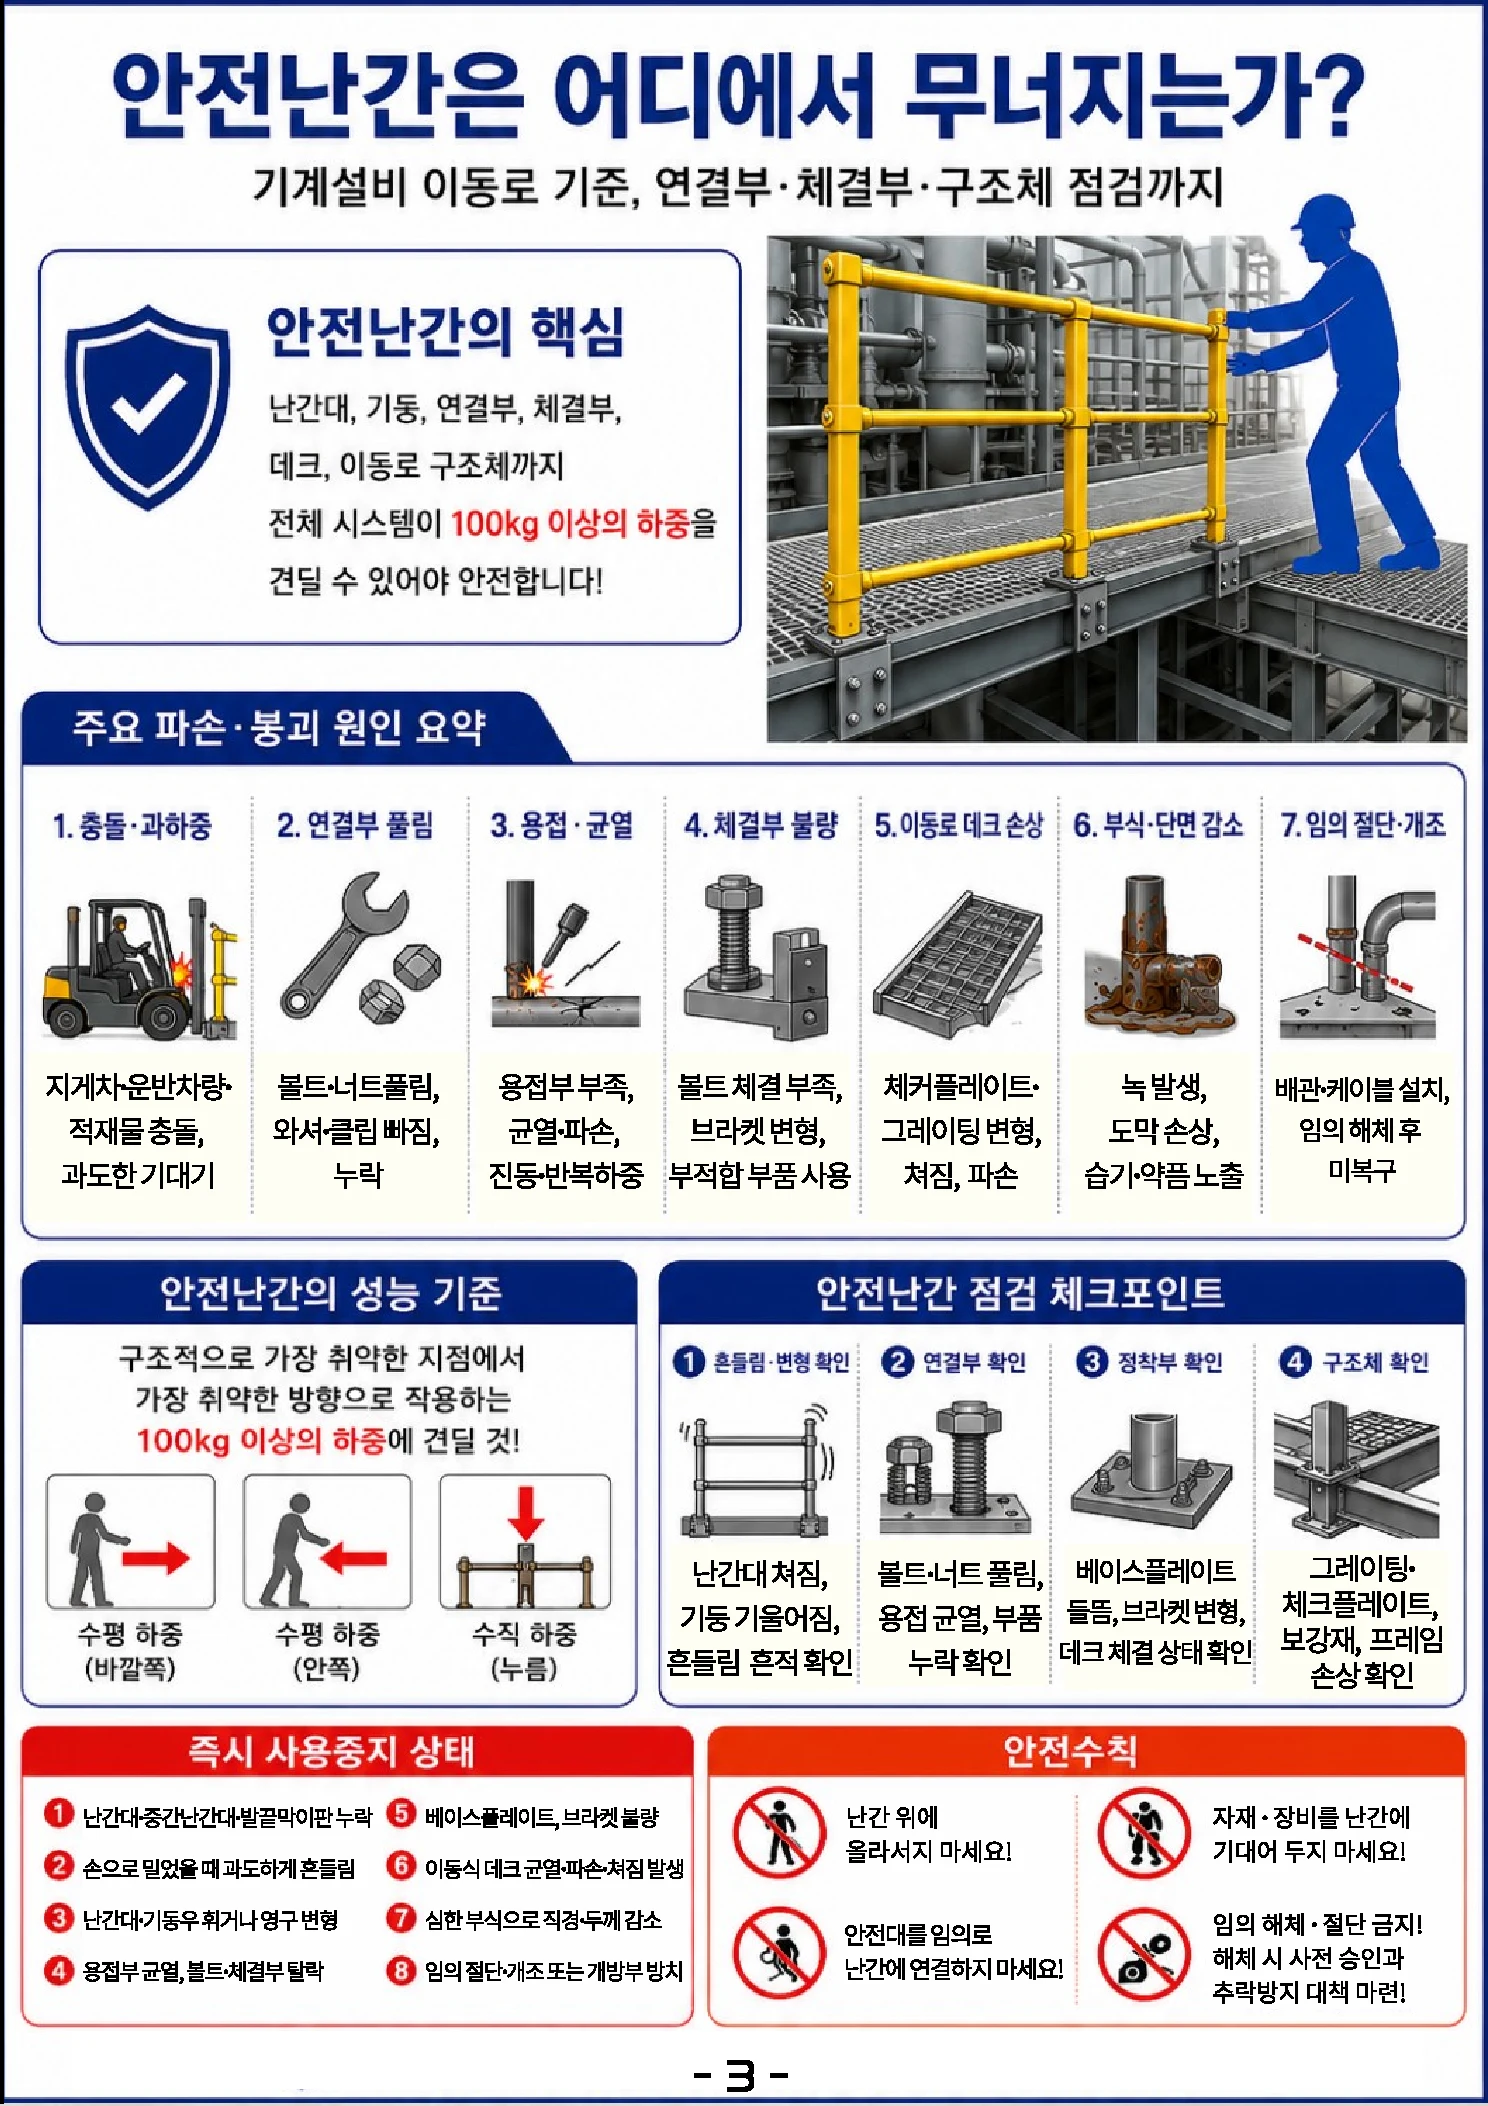 안전난간은 어디에서 무너지는가?
기계설비 이동로 기준, 연결부·체결부·구조체 점검까지
안전난간의 핵심
난간대, 기둥, 연결부, 체결부,
데크, 이동로 구조체까지
전체 시스템이 100kg 이상의 하중을
견딜 수 있어야 안전합니다!
주요 파손·붕괴 원인 요약
1. 충돌·과하중
지게차·운반차량·
적재물 충돌,
과도한 기대기
2. 연결부 풀림
볼트·너트풀림,
와셔·클립 빠짐,
누락
3. 용접·균열
용접부 부족,
균열·파손,
진동·반복하중
4. 체결부 불량
볼트 체결 부족,
브라켓 변형,
부적합 부품 사용
5.이동로 데크 손상
체커플레이트·
그레이팅 변형,
처짐, 파손
6. 부식·단면 감소
녹 발생,
도막 손상,
습기·약픔 노출
7. 임의 절단·개조
배관·케이블 설치,
임의 해체 후
미복구
안전난간의 성능 기준
구조적으로 가장 취약한 지점에서
가장 취약한 방향으로 작용하는
100kg 이상의 하중에 견딜 것!
수평 하중
(바깥쪽)
수평 하중
(안쪽)
수직 하중
(누름)
안전난간 점검 체크포인트
1 흔들림·변형 확인
난간대 쳐짐,
기둥 기울어짐,
흔들림 흔적 확인
2 연결부 확인
볼트·너트 풀림,
용접 균열, 부품
누락 확인
3 정착부 확인
베이스플레이트
들뜸, 브라켓 변형,
데크 체결 상태 확인
4 구조체 확인
그레이팅·
체크플레이트,
보강재, 프레임
손상 확인
즉시 사용중지 상태
1 난간대·중간난간대·발끝막이판 누락
2 손으로 밀었을 때 과도하게 흔들림
3 난간대·기둥우 휘거나 영구 변형
4 용접부 균열, 볼트·체결부 탈락
5 베이스플레이트, 브라켓 불량
6 이동식 데크 균열·파손·처짐 발생
7 심한 부식으로 직경·두께 감소
8 임의 절단·개조 또는 개방부 방치
안전수칙
난간 위에
올라서지 마세요!
자재·장비를 난간에
기대어 두지 마세요!
안전대를 임의로
난간에 연결하지 마세요!
임의 해체·절단 금지!
해체 시 사전 승인과
추락방지 대책 마련!
- 3 -